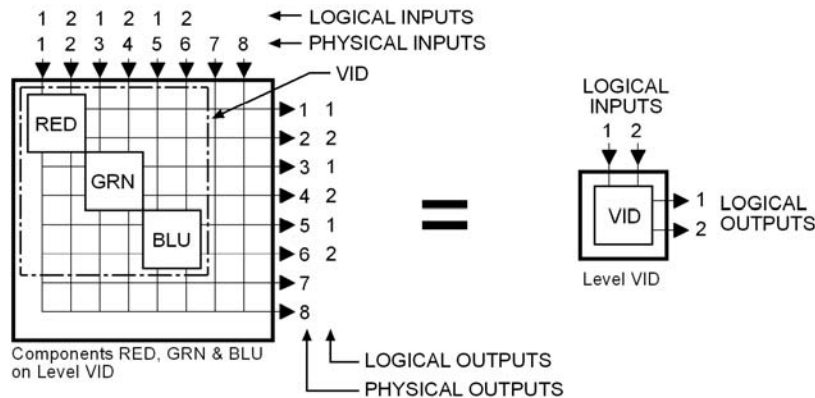 1 2 1 2 1 2 LOGICAL INPUTS
1 2 3 4 5 6 7 8 PHYSICAL INPUTS
VID
RED
GRN
BLU
1 1
2 2
3 1
4 2
5 1
6 2
7
8
Components RED, GRN & BLU
on Level VID
LOGICAL OUTPUTS
PHYSICAL OUTPUTS
=
LOGICAL
INPUTS
1 2
VID
1
2
LOGICAL
OUTPUTS
Level VID